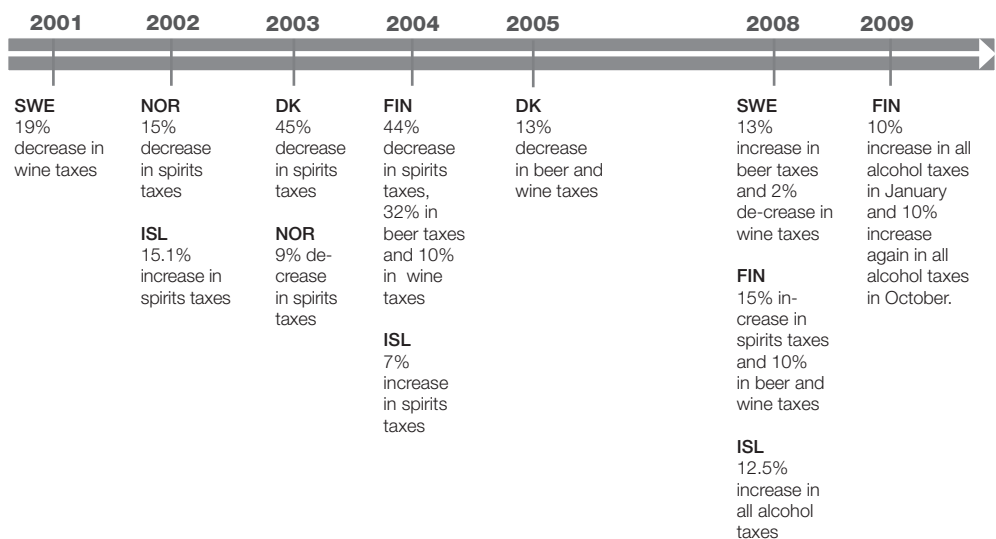 2001 2002 2003 2004 2005 2008 2009
SWE
19%
decrease in
wine taxes
NOR
15%
decrease
in spirits
taxes
ISL
15.1%
increase in
spirits taxes
DK
45%
decrease
in spirits
taxes
NOR
9% de-
crease
in spirits
taxes
FIN
44%
decrease
in spirits
taxes,
32% in
beer taxes
and 10%
in wine
taxes
ISL
7%
increase
in spirits
taxes
DK
13%
decrease
in beer and
wine taxes
SWE
13%
increase in
beer taxes
and 2%
de-crease in
wine taxes
FIN
15% in-
crease in
spirits taxes
and 10%
in beer and
wine taxes
ISL
12.5%
increase in
all alcohol
taxes
FIN
10%
increase in all
alcohol taxes
in January
and 10%
increase
again in all
alcohol taxes
in October.